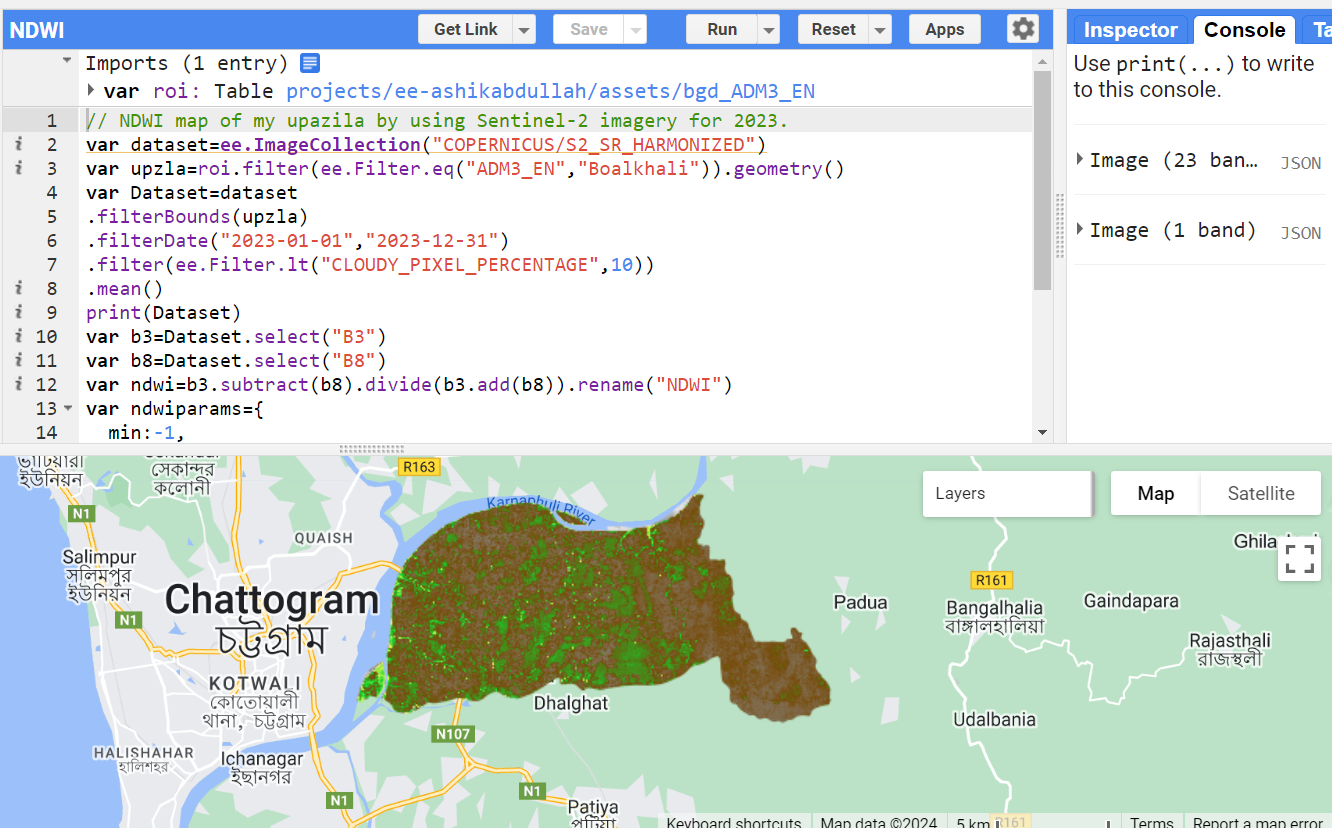 NDWI
Get Link
Save
Run
Reset
Apps
Inspector
Console
Ta
Imports (1 entry)
var roi: Table projects/ee-ashikabdullah/assets/bgd_ADM3_EN
1 // NDWI map of my upazila by using Sentinel-2 imagery for 2023.
i 2 var dataset=ee.ImageCollection("COPERNICUS/S2_SR_HARMONIZED")
i 3 var upzla=roi.filter(ee.Filter.eq("ADM3_EN","Boalkhali")).geometry()
4 var Dataset=dataset
5 .filterBounds(upzla)
6 .filterDate("2023-01-01","2023-12-31")
7 .filter(ee.Filter.lt("CLOUDY_PIXEL_PERCENTAGE",10))
i 8 .mean()
i 9 print(Dataset)
i 10 var b3=Dataset.select("B3")
i 11 var b8=Dataset.select("B8")
i 12 var ndwi=b3.subtract(b8).divide(b3.add(b8)).rename("NDWI")
13 var ndwiparams={
14 min:-1,
Use print(...) to write
to this console.
Image (23 ban… JSON
Image (1 band) JSON
ইউনিয়ন
সেকান্দর
কলোনী
R163
N1
Karnaphuli River
QUAISH
Layers
Map
Satellite
Ghila
Salimpur
সলিমপুর
ইউনিয়ন
N1
Chattogram
চট্টগ্রাম
R161
Padua
Bangalhalia
বাঙ্গালহালিয়া
Gaindapara
Rajasthali
রাজস্থলী
KOTWALI
কোতোয়ালী
থানা, চট্টগ্রাম
Dhalghat
Udalbania
N107
HALISHAHAR
হালিশহর
Ichanagar
ইছানগর
N1
N1
Patiya
পটিয়া
Keyboard shortcuts
Map data ©2024
5 km
R161
Terms
Report a map error